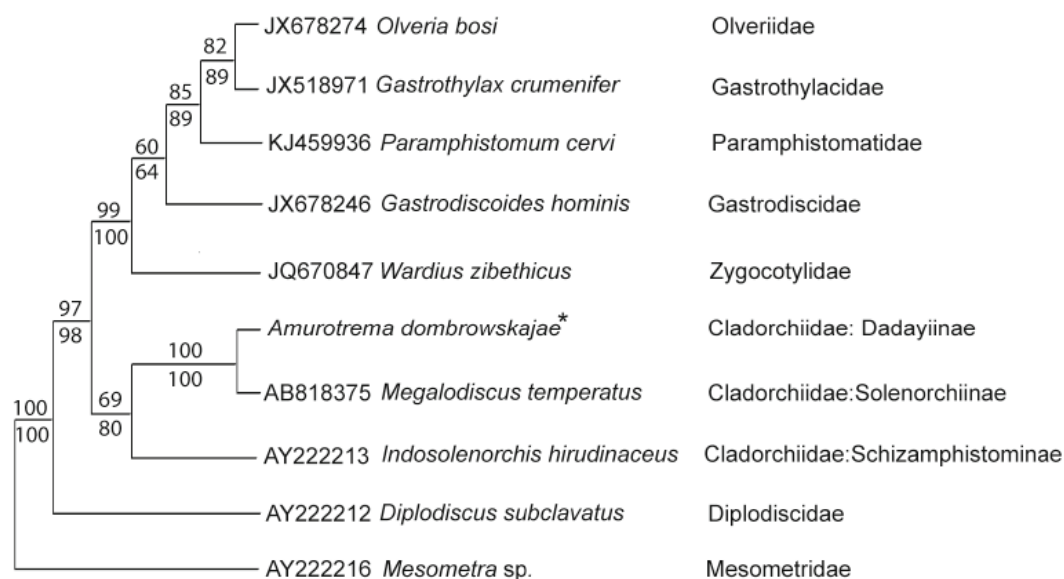 JX678274 Olveria bosi Olveriidae
82
89
JX518971 Gastrothylax crumenifer Gastrothylacidae
85
89
KJ459936 Paramphistomum cervi Paramphistomatidae
60
64
JX678246 Gastrodiscoides hominis Gastrodiscidae
99
100
JQ670847 Wardius zibethicus Zygocotylidae
97
98
Amurotrema dombrowskajae* Cladorchiidae: Dadayiinae
100
100
AB818375 Megalodiscus temperatus Cladorchiidae:Solenorchiinae
69
80
100
100
AY222213 Indosolenorchis hirudinaceus Cladorchiidae:Schizamphistominae
AY222212 Diplodiscus subclavatus Diplodiscidae
AY222216 Mesometra sp. Mesometridae